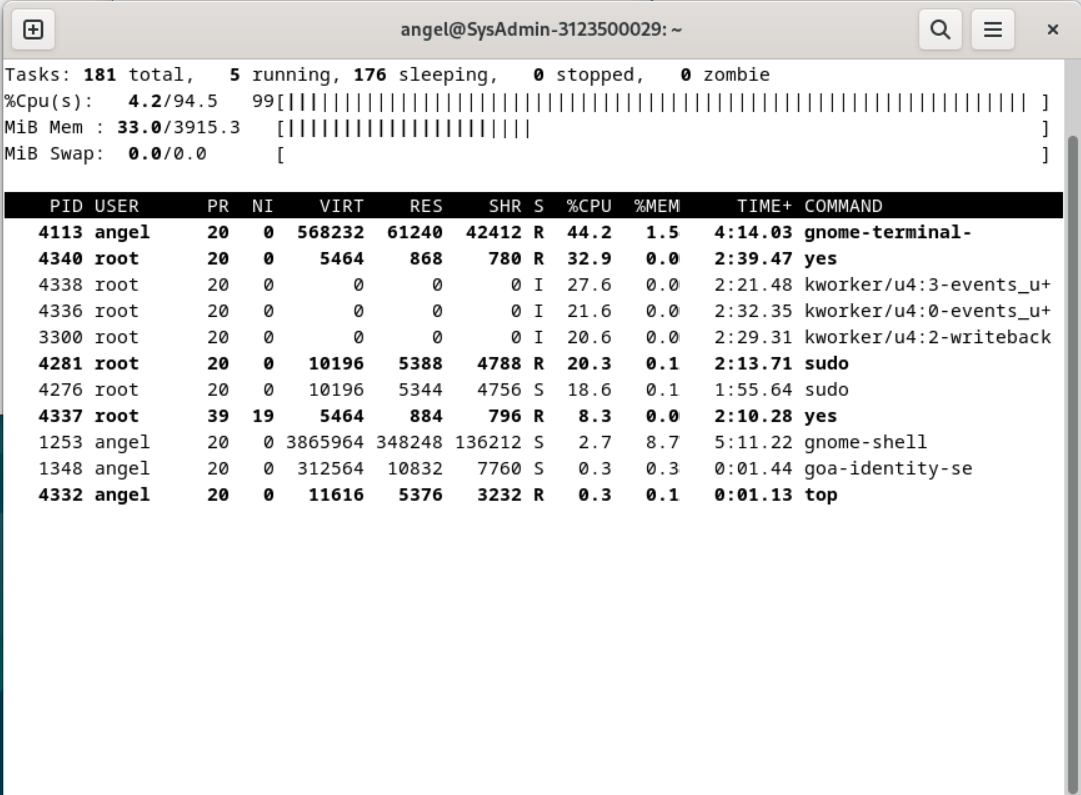 angel@SysAdmin-3123500029: ~
Tasks: 181 total,   5 running, 176 sleeping,   0 stopped,   0 zombie
%Cpu(s):   4.2/94.5   99[||||||||||||||||||||||||||||||||||||||||||||||||||||||||||||||||||| ]
MiB Mem : 33.0/3915.3   [||||||||||||||||||||||                                              ]
MiB Swap:  0.0/0.0      [                                                                    ]
PID USER      PR  NI    VIRT    RES    SHR S  %CPU  %MEM     TIME+ COMMAND
4113 angel     20   0  568232  61240  42412 R  44.2   1.5   4:14.03 gnome-terminal-
4340 root      20   0    5464    868    780 R  32.9   0.0   2:39.47 yes
4338 root      20   0       0      0      0 I  27.6   0.0   2:21.48 kworker/u4:3-events_u+
4336 root      20   0       0      0      0 I  21.6   0.0   2:32.35 kworker/u4:0-events_u+
3300 root      20   0       0      0      0 I  20.6   0.0   2:29.31 kworker/u4:2-writeback
4281 root      20   0   10196   5388   4788 R  20.3   0.1   2:13.71 sudo
4276 root      20   0   10196   5344   4756 S  18.6   0.1   1:55.64 sudo
4337 root      39  19    5464    884    796 R   8.3   0.0   2:10.28 yes
1253 angel     20   0 3865964 348248 136212 S   2.7   8.7   5:11.22 gnome-shell
1348 angel     20   0  312564  10832   7760 S   0.3   0.3   0:01.44 goa-identity-se
4332 angel     20   0   11616   5376   3232 R   0.3   0.1   0:01.13 top